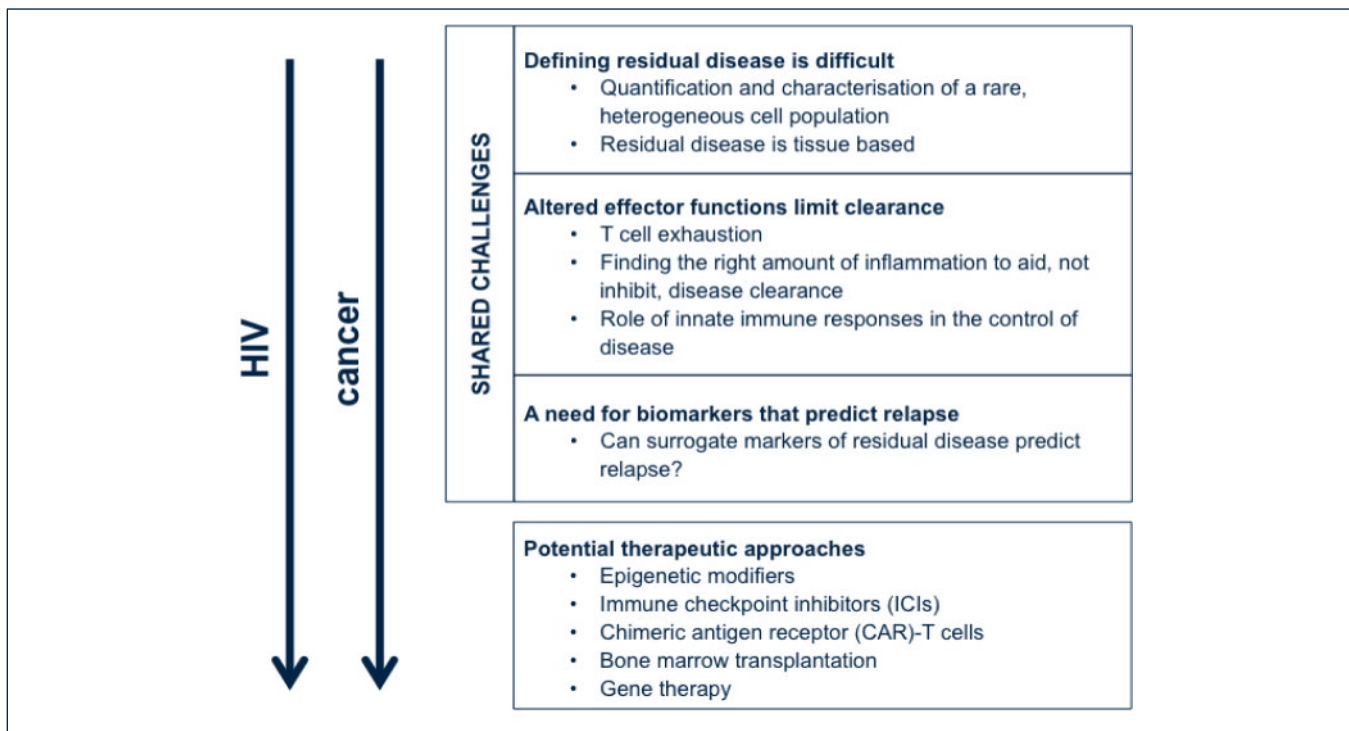 HIV
cancer
SHARED CHALLENGES
Defining residual disease is difficult
• Quantification and characterisation of a rare,
heterogeneous cell population
• Residual disease is tissue based
Altered effector functions limit clearance
• T cell exhaustion
• Finding the right amount of inflammation to aid, not
inhibit, disease clearance
• Role of innate immune responses in the control of
disease
A need for biomarkers that predict relapse
• Can surrogate markers of residual disease predict
relapse?
Potential therapeutic approaches
• Epigenetic modifiers
• Immune checkpoint inhibitors (ICIs)
• Chimeric antigen receptor (CAR)-T cells
• Bone marrow transplantation
• Gene therapy